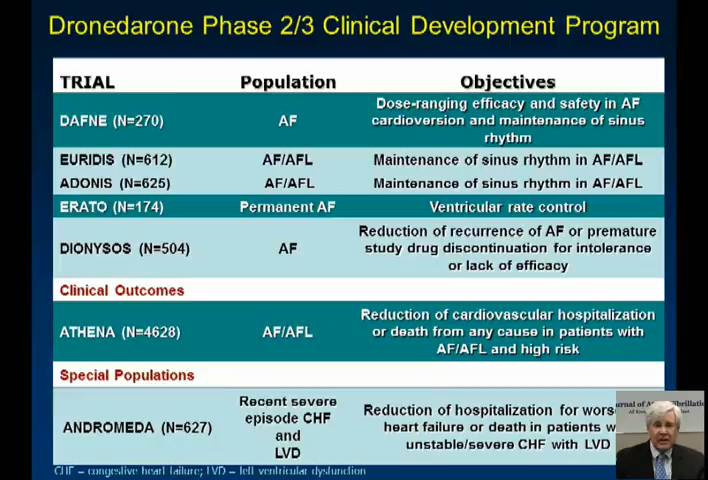 Dronedarone Phase 2/3 Clinical Development Program
TRIAL Population Objectives
DAFNE (N=270) AF Dose-ranging efficacy and safety in AF
cardioversion and maintenance of sinus
rhythm
EURIDIS (N=612) AF/AFL Maintenance of sinus rhythm in AF/AFL
ADONIS (N=625) AF/AFL Maintenance of sinus rhythm in AF/AFL
ERATO (N=174) Permanent AF Ventricular rate control
DIONYSOS (N=504) AF Reduction of recurrence of AF or premature
study drug discontinuation for intolerance
or lack of efficacy
Clinical Outcomes
ATHENA (N=4628) AF/AFL Reduction of cardiovascular hospitalization
or death from any cause in patients with
AF/AFL and high risk
Special Populations
ANDROMEDA (N=627) Recent severe
episode CHF
and
LVD
Reduction of hospitalization for
heart failure or death in patients
unstable/severe CHF with LVD
CHF = congestive heart failure; LVD = left ventricular dysfunction